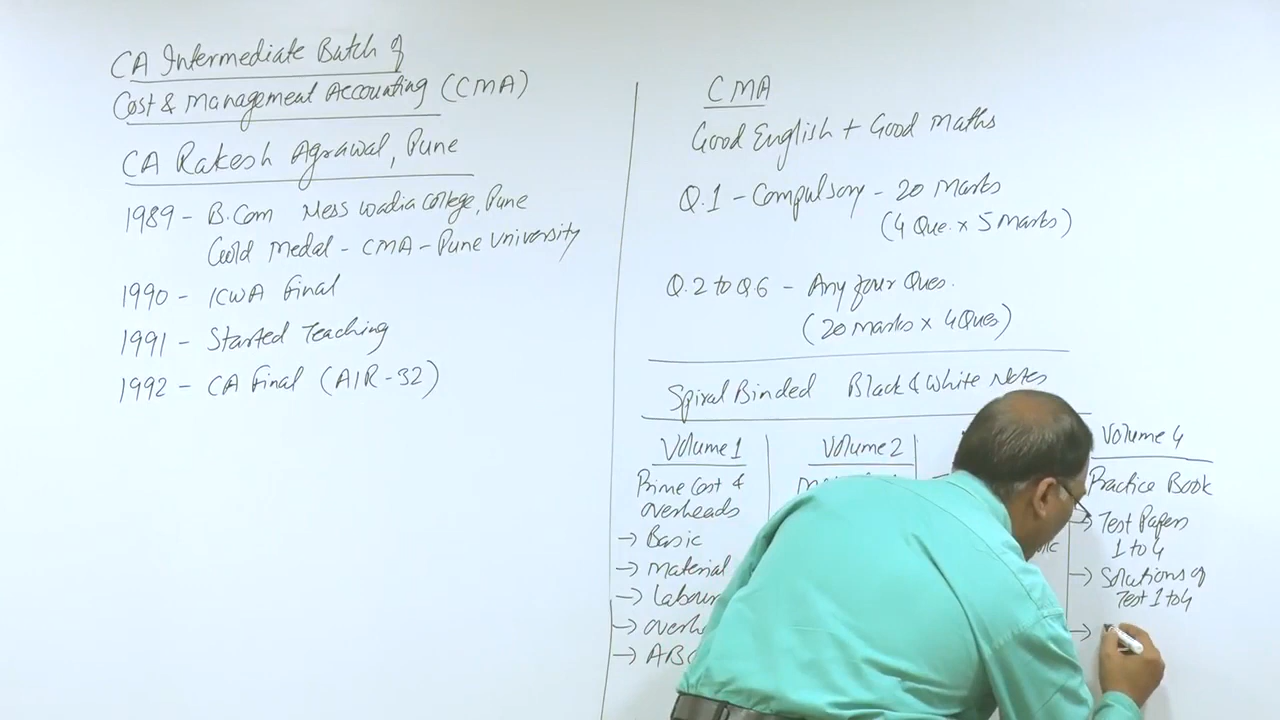 CA Intermediate Batch of
Cost & Management Accounting (CMA)
CA Rakesh Agrawal, Pune
1989 - B.Com Ness Wadia College, Pune
Gold Medal - CMA - Pune University
1990 - ICWA Final
1991 - Started Teaching
1992 - CA Final (AIR-32)
CMA
Good English + Good Maths
Q.1 - Compulsory - 20 Marks
(4 Que. x 5 Marks)
Q.2 to Q.6 - Any four Ques.
(20 Marks x 4 Ques)
Spiral Binded Black & White Notes
Volume 1
Prime Cost &
overheads
→ Basic
→ Material
→ Labour
→ overh
→ ABC
Volume 2
Volume 4
Practice Book
→ Test Papers
1 to 4
→ Solutions of
Test 1 to 4
→